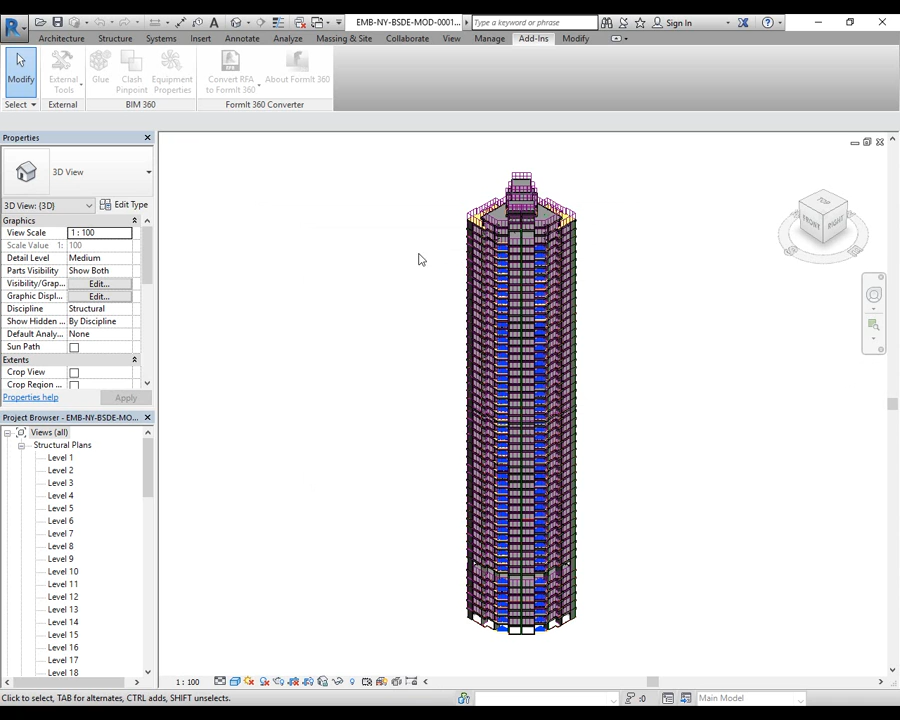 EMB-NY-BSDE-MOD-0001...
Type a keyword or phrase
Sign In
Architecture Structure Systems Insert Annotate Analyze Massing & Site Collaborate View Manage Add-Ins Modify
Modify
External Tools
Glue
Clash Pinpoint
Equipment Properties
Convert RFA to FormIt 360
About FormIt 360
Select
External
BIM 360
FormIt 360 Converter
Properties
3D View
3D View: {3D}
Edit Type
Graphics
View Scale 1 : 100
Scale Value 1: 100
Detail Level Medium
Parts Visibility Show Both
Visibility/Grap... Edit...
Graphic Displ... Edit...
Discipline Structural
Show Hidden ... By Discipline
Default Analy... None
Sun Path
Extents
Crop View
Crop Region ...
Properties help
Apply
Project Browser - EMB-NY-BSDE-MO...
Views (all)
Structural Plans
Level 1
Level 2
Level 3
Level 4
Level 5
Level 6
Level 7
Level 8
Level 9
Level 10
Level 11
Level 12
Level 13
Level 14
Level 15
Level 16
Level 17
Level 18
TOP
FRONT
RIGHT
1 : 100
Click to select, TAB for alternates, CTRL adds, SHIFT unselects.
:0
Main Model